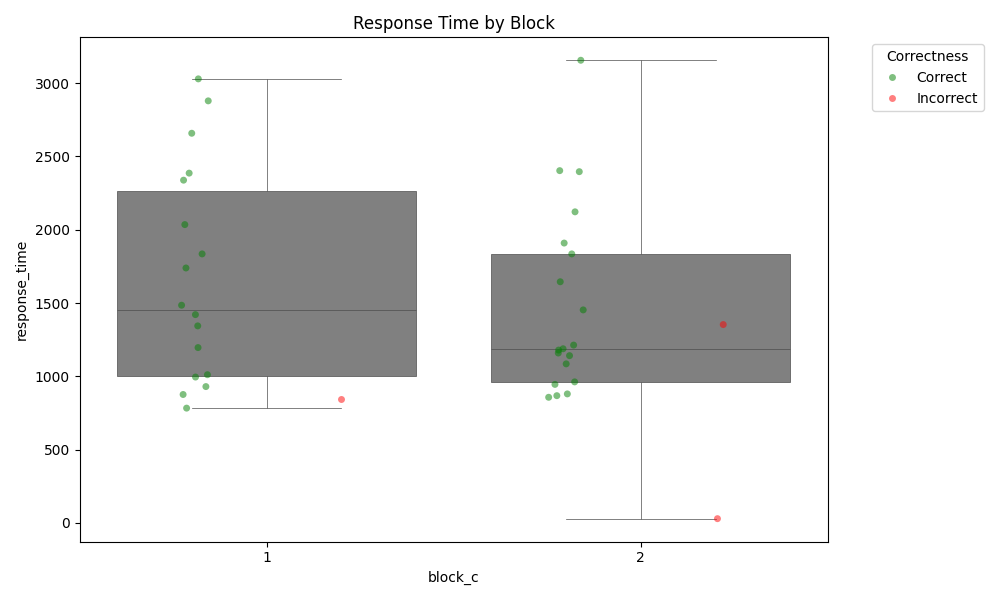 Response Time by Block
Correctness
Correct
Incorrect
response_time
3000
2500
2000
1500
1000
500
0
1
2
block_c